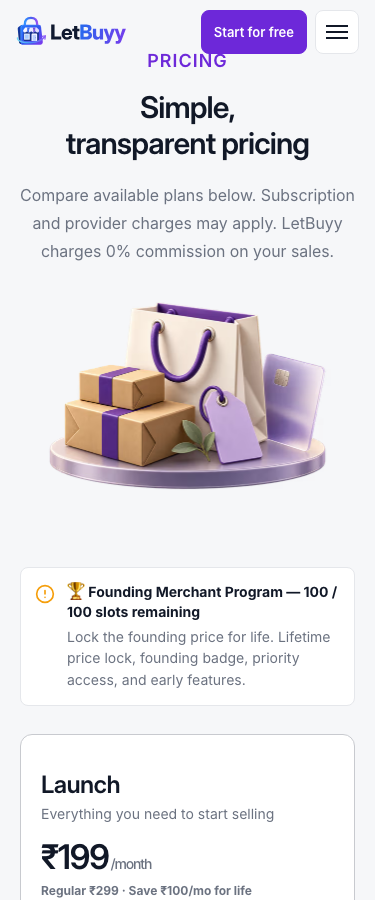 LetBuyy
Start for free
PRICING
Simple,
transparent pricing
Compare available plans below. Subscription
and provider charges may apply. LetBuyy
charges 0% commission on your sales.
🏆 Founding Merchant Program — 100 /
100 slots remaining
Lock the founding price for life. Lifetime
price lock, founding badge, priority
access, and early features.
Launch
Everything you need to start selling
₹199/month
Regular ₹299 · Save ₹100/mo for life